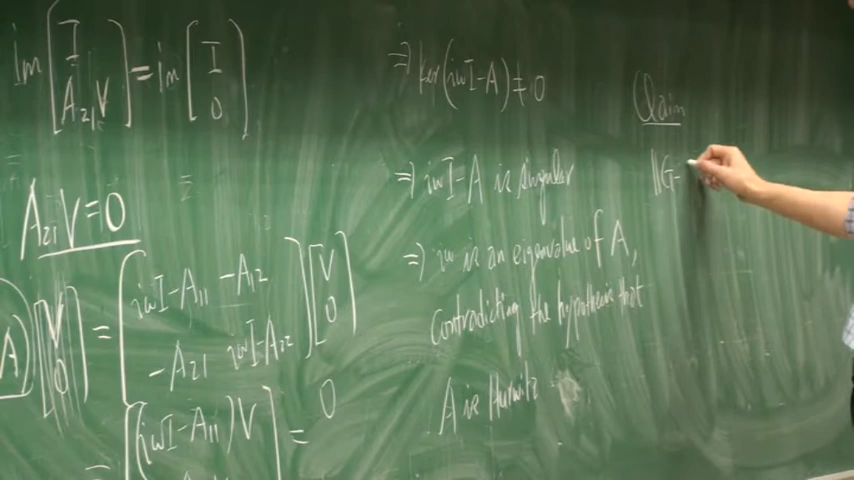 im [I A₂₁V] = im [I 0]
A₂₁V=0
A) [V 0] = [iωI-A₁₁ -A₁₂ -A₂₁ iωI-A₂₂] [V 0]
= [(iωI-A₁₁)V = 0
⇒ ker(iωI-A) ≠ 0
⇒ iωI-A is singular
⇒ iω is an eigenvalue of A,
contradicting the hypothesis that
A is Hurwitz
Claim
‖G-